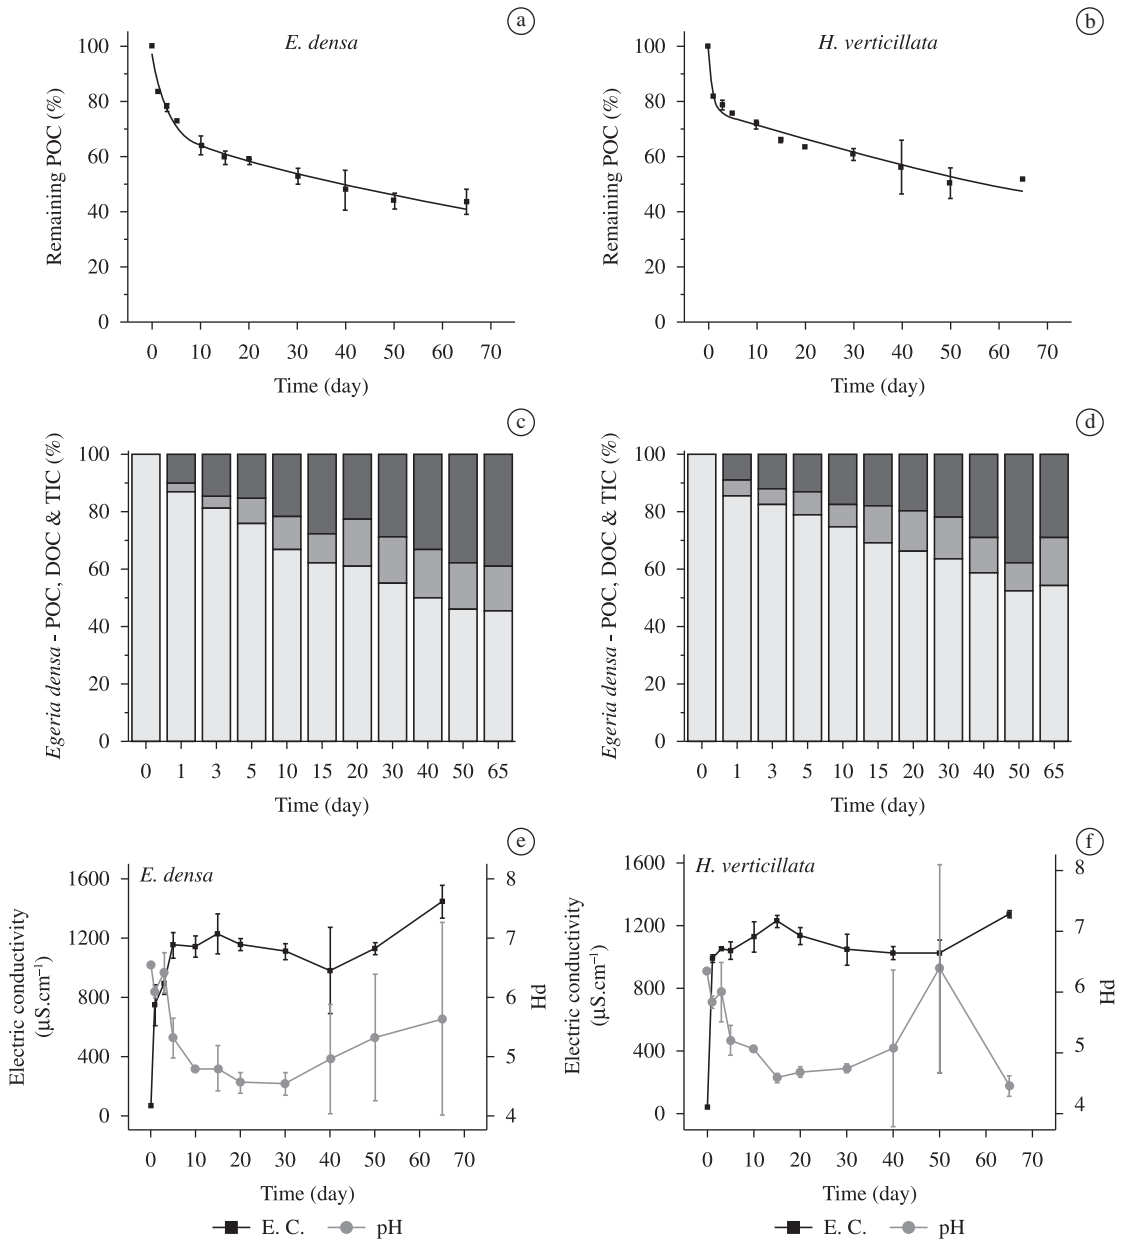 a
E. densa
Remaining POC (%)
100
80
60
40
20
0
0 10 20 30 40 50 60 70
Time (day)
b
H. verticillata
Remaining POC (%)
100
80
60
40
20
0
0 10 20 30 40 50 60 70
Time (day)
c
Egeria densa - POC, DOC & TIC (%)
100
80
60
40
20
0
0 1 3 5 10 15 20 30 40 50 65
Time (day)
d
Egeria densa - POC, DOC & TIC (%)
100
80
60
40
20
0
0 1 3 5 10 15 20 30 40 50 65
Time (day)
e
E. densa
Electric conductivity
(µS.cm⁻¹)
1600
1200
800
400
0
8
7
6
5
4
Hd
0 10 20 30 40 50 60 70
Time (day)
E. C. pH
f
H. verticillata
Electric conductivity
(µS.cm⁻¹)
1600
1200
800
400
0
8
7
6
5
4
Hd
0 10 20 30 40 50 60 70
Time (day)
E. C. pH